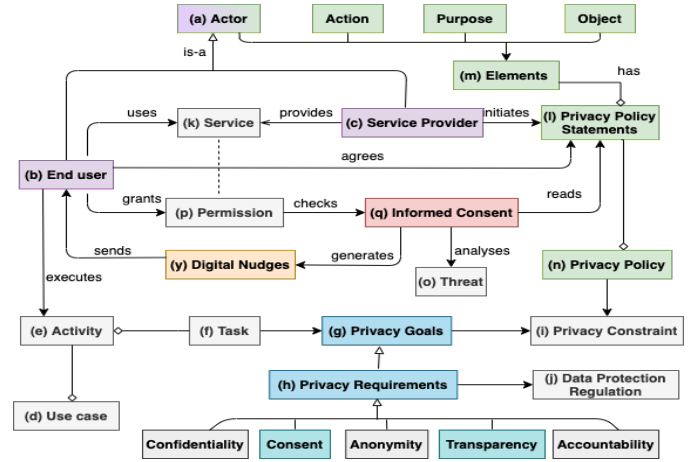 (a) Actor
Action
Purpose
Object
is-a
(m) Elements
has
uses
(k) Service
provides
(c) Service Provider
initiates
(l) Privacy Policy
Statements
agrees
(b) End user
grants
(p) Permission
checks
(q) Informed Consent
reads
sends
(y) Digital Nudges
generates
analyses
(o) Threat
(n) Privacy Policy
executes
(e) Activity
(f) Task
(g) Privacy Goals
(i) Privacy Constraint
(h) Privacy Requirements
(j) Data Protection
Regulation
(d) Use case
Confidentiality
Consent
Anonymity
Transparency
Accountability